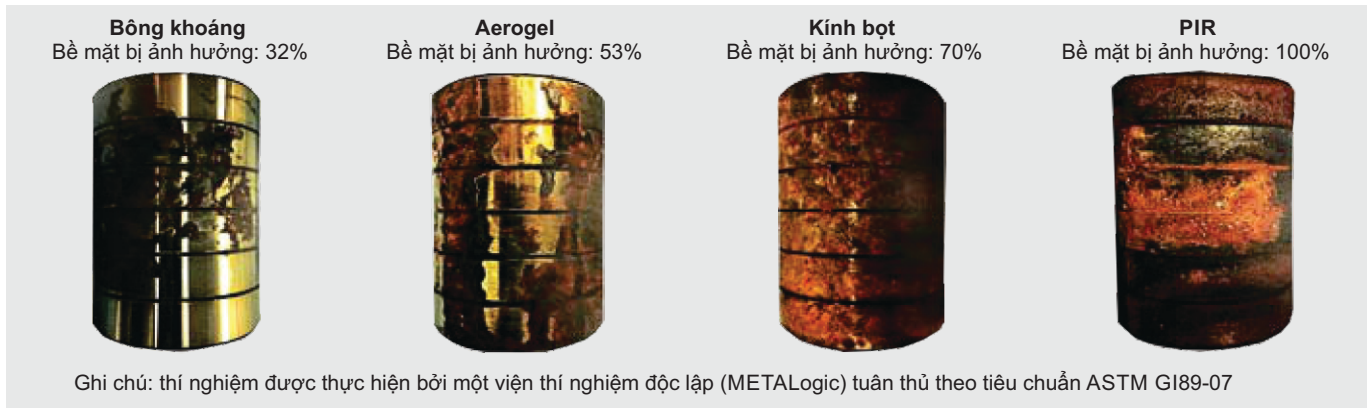 Bông khoáng
Bề mặt bị ảnh hưởng: 32%
Aerogel
Bề mặt bị ảnh hưởng: 53%
Kính bọt
Bề mặt bị ảnh hưởng: 70%
PIR
Bề mặt bị ảnh hưởng: 100%
Ghi chú: thí nghiệm được thực hiện bởi một viện thí nghiệm độc lập (METALogic) tuân thủ theo tiêu chuẩn ASTM GI89-07